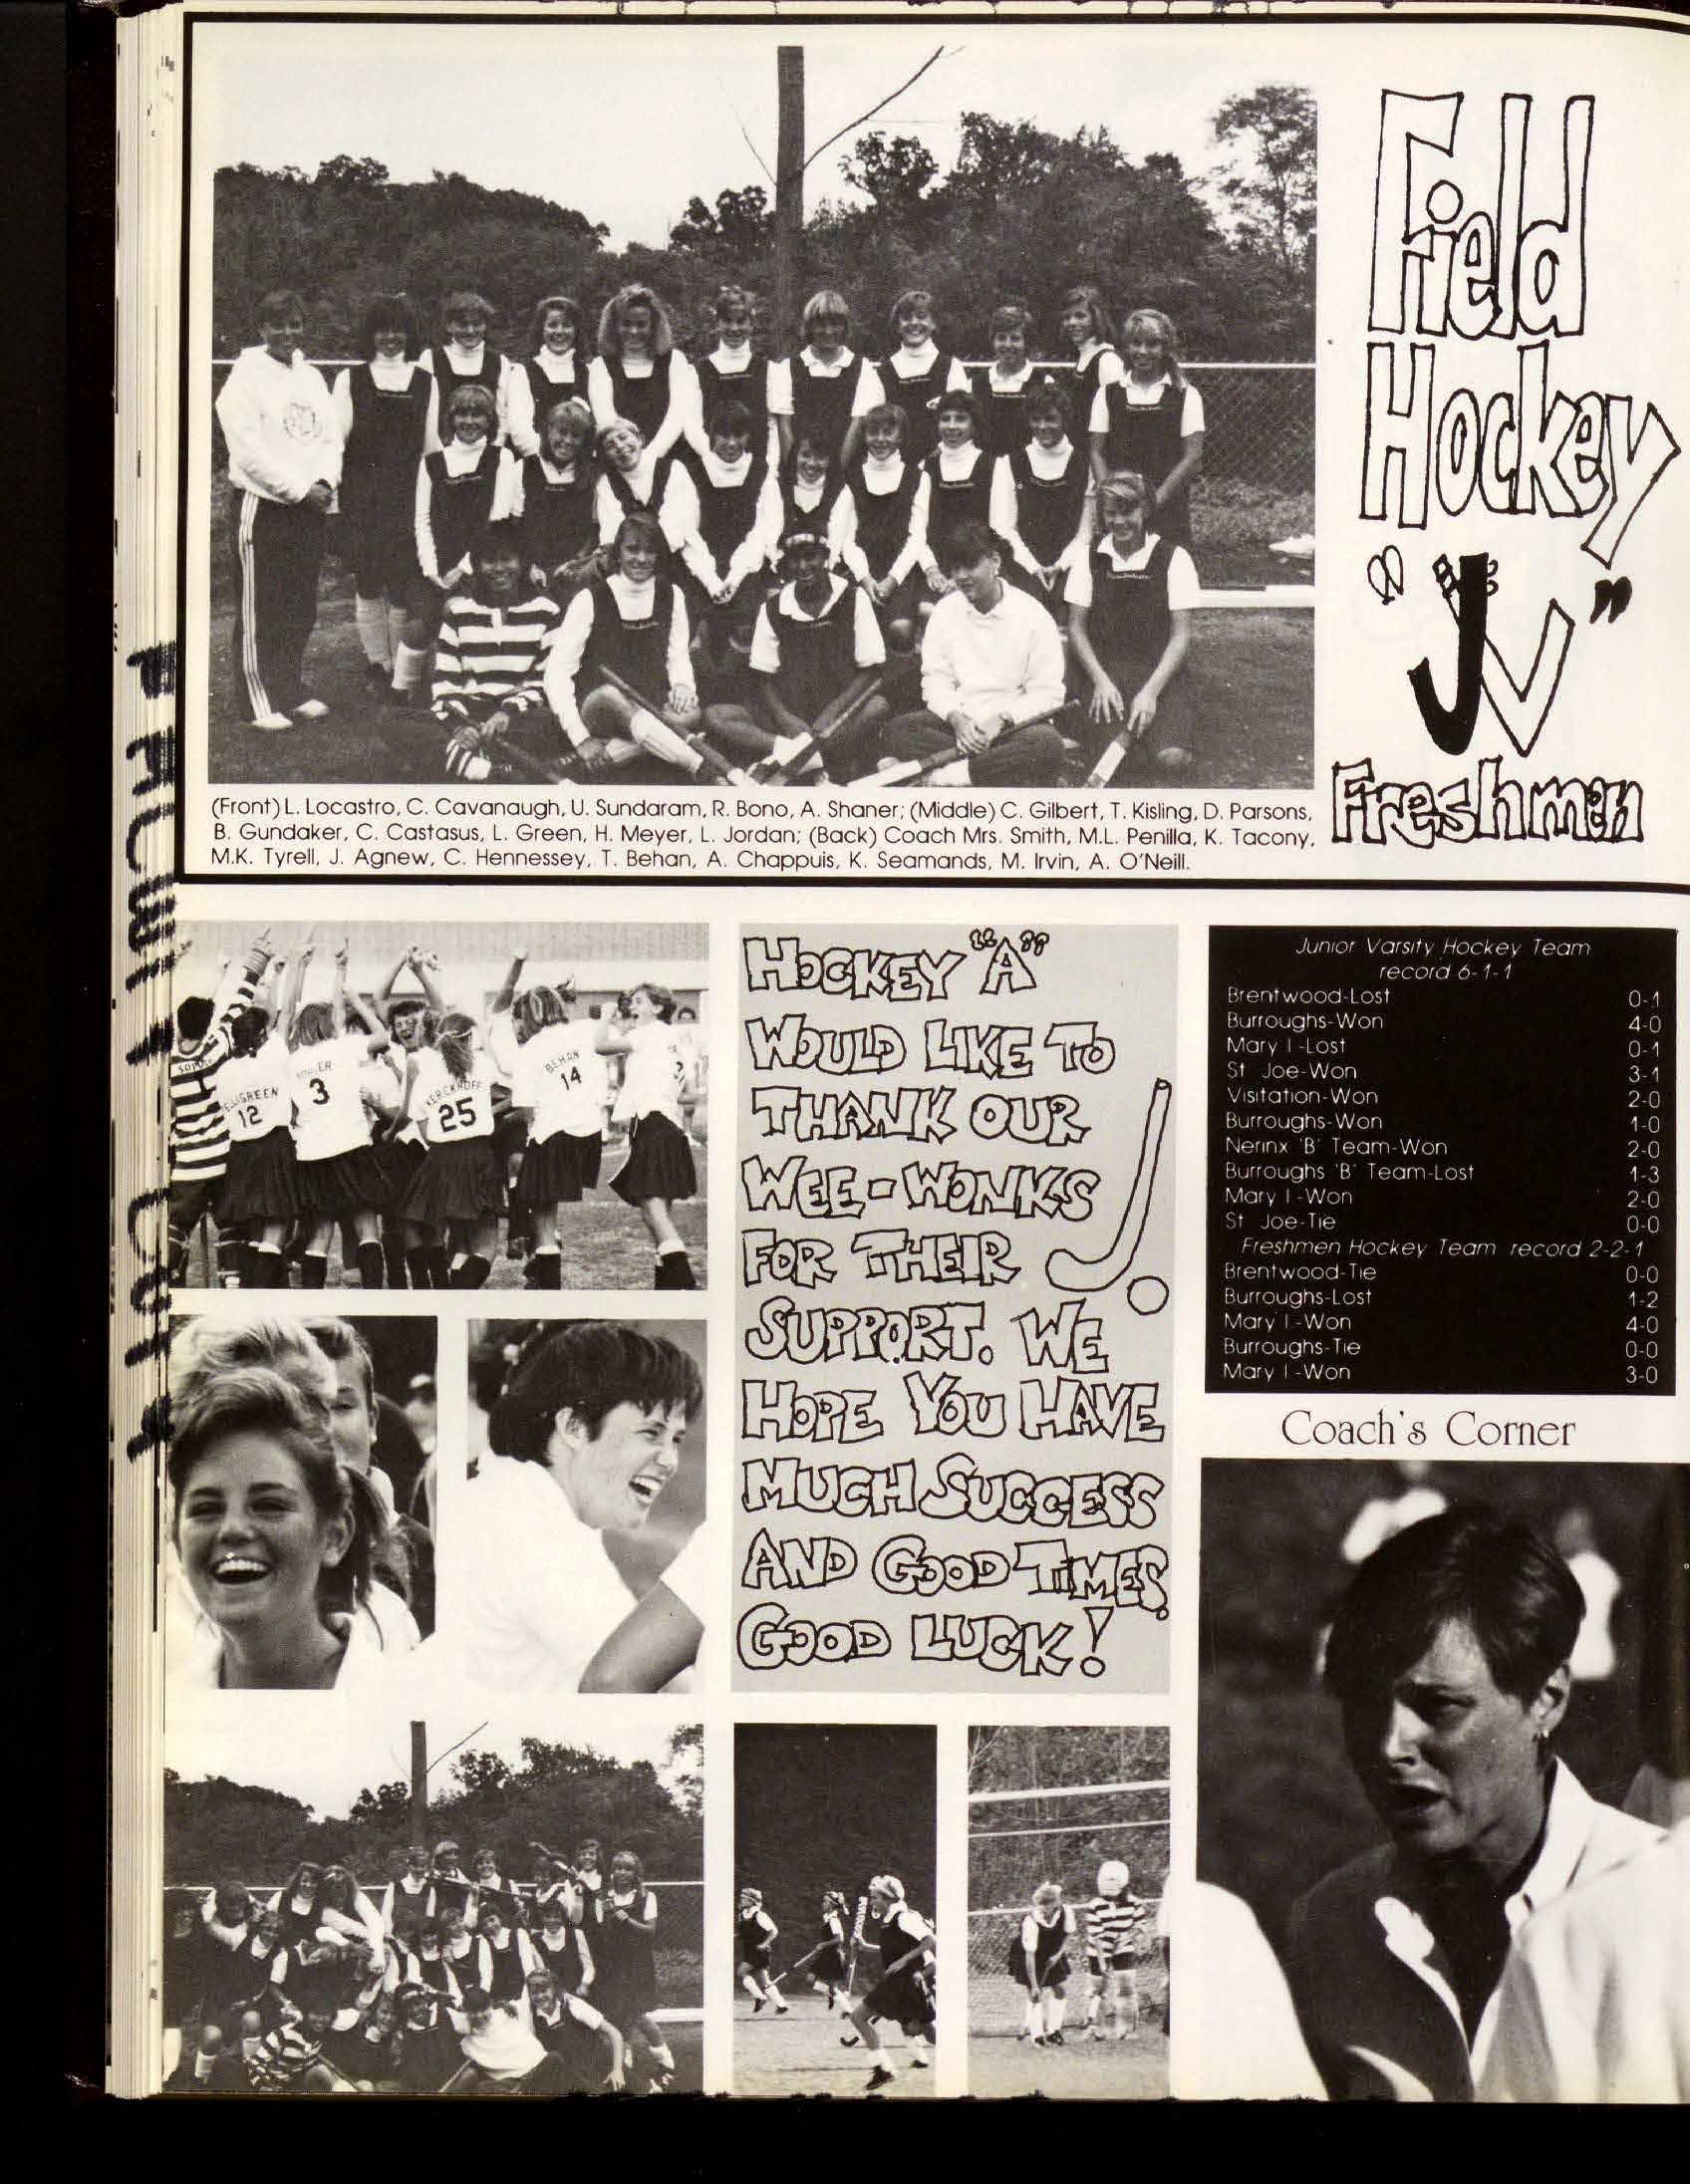 Field
Hockey
"JV"
Freshmen
(Front) L. Locastro, C. Cavanaugh, U. Sundaram, R. Bono, A. Shaner; (Middle) C. Gilbert, T. Kisling, D. Parsons,
B. Gundaker, C. Castasus, L. Green, H. Meyer, L. Jordan; (Back) Coach Mrs. Smith, M.L. Penilla, K. Tacony,
M.K. Tyrell, J. Agnew, C. Hennessey, T. Behan, A. Chappuis, K. Seamands, M. Irvin, A. O'Neill.
12
3
KERCKHOFF
25
BEHAN
14
HOCKEY "A"
WOULD LIKE TO
THANK OUR
WEE-WONKS
FOR THEIR
SUPPORT. WE
HOPE YOU HAVE
MUCH SUCCESS
AND GOOD TIMES.
GOOD LUCK!
Junior Varsity Hockey Team
record 6-1-1
Brentwood-Lost 0-1
Burroughs-Won 4-0
Mary I-Lost 0-1
St Joe-Won 3-1
Visitation-Won 2-0
Burroughs-Won 1-0
Nerinx 'B' Team-Won 2-0
Burroughs 'B' Team-Lost 1-3
Mary I-Won 2-0
St Joe-Tie 0-0
Freshmen Hockey Team record 2-2-1
Brentwood-Tie 0-0
Burroughs-Lost 1-2
Mary I-Won 4-0
Burroughs-Tie 0-0
Mary I-Won 3-0
Coach's Corner